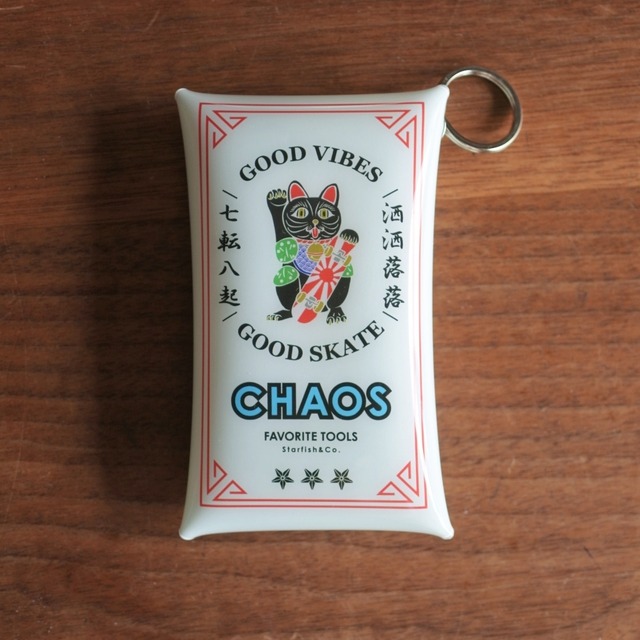 GOOD VIBES
七転八起
洒洒落落
GOOD SKATE
CHAOS
FAVORITE TOOLS
Starfish&Co.